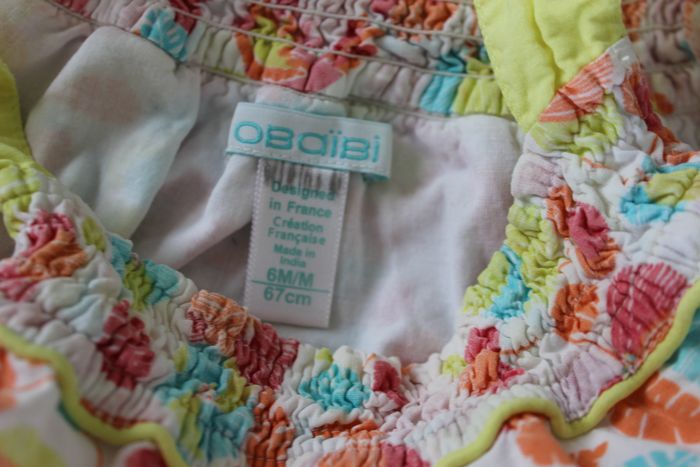 OBaïBi
Designed
in France
Création
Française
Made in
India
6M/M
67cm